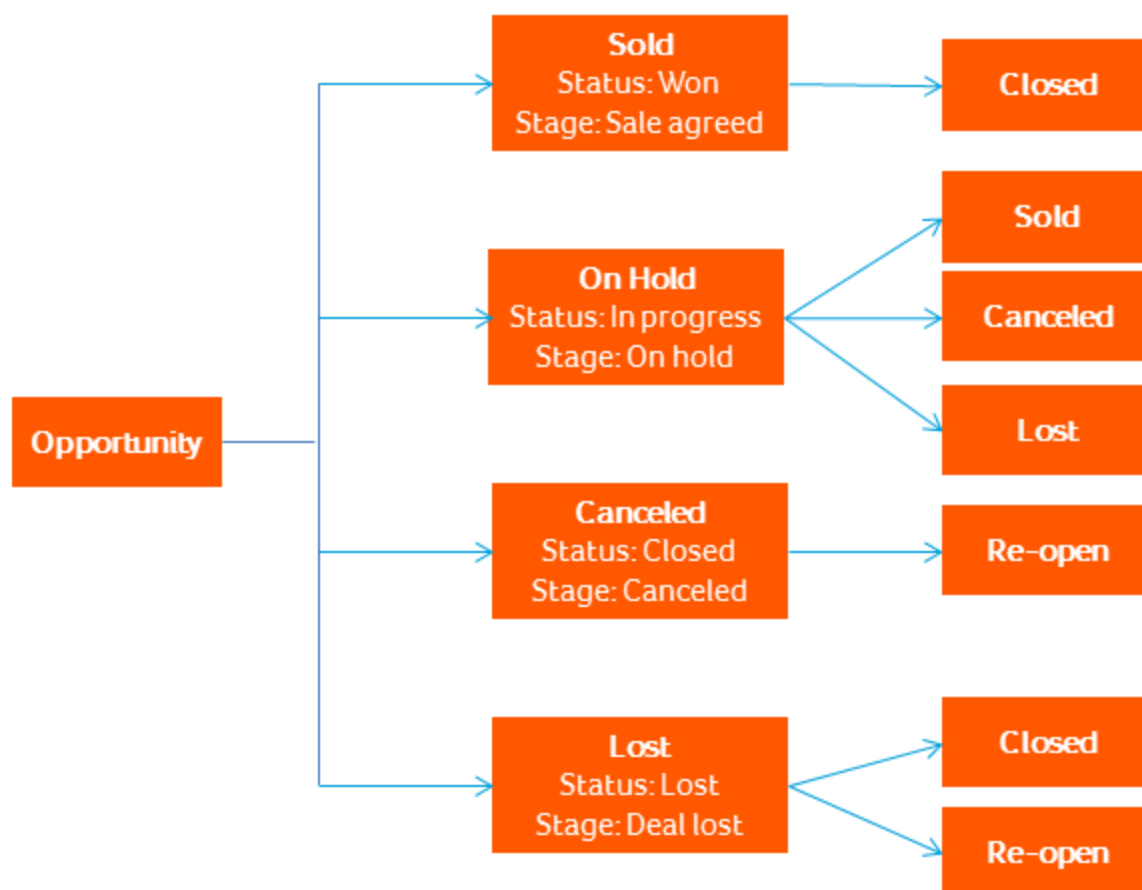 Sold
Status: Won
Stage: Sale agreed
Closed
Sold
On Hold
Status: In progress
Stage: On hold
Canceled
Lost
Opportunity
Canceled
Status: Closed
Stage: Canceled
Re-open
Lost
Status: Lost
Stage: Deal lost
Closed
Re-open